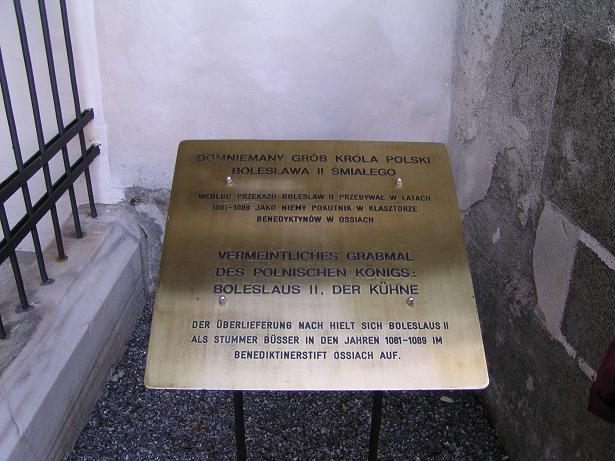 DOMNIEMANY GRÓB KRÓLA POLSKI
BOLESŁAWA II ŚMIAŁEGO
WEDŁUG PRZEKAZU BOLESŁAW II PRZEBYWAŁ W LATACH
1081-1089 JAKO NIEMY POKUTNIK W KLASZTORZE
BENEDYKTYNÓW W OSSIACH
VERMEINTLICHES GRABMAL
DES POLNISCHEN KÖNIGS:
BOLESLAUS II, DER KÜHNE
DER ÜBERLIEFERUNG NACH HIELT SICH BOLESLAUS II
ALS STUMMER BÜSSER IN DEN JAHREN 1081-1089 IM
BENEDIKTINERSTIFT OSSIACH AUF.